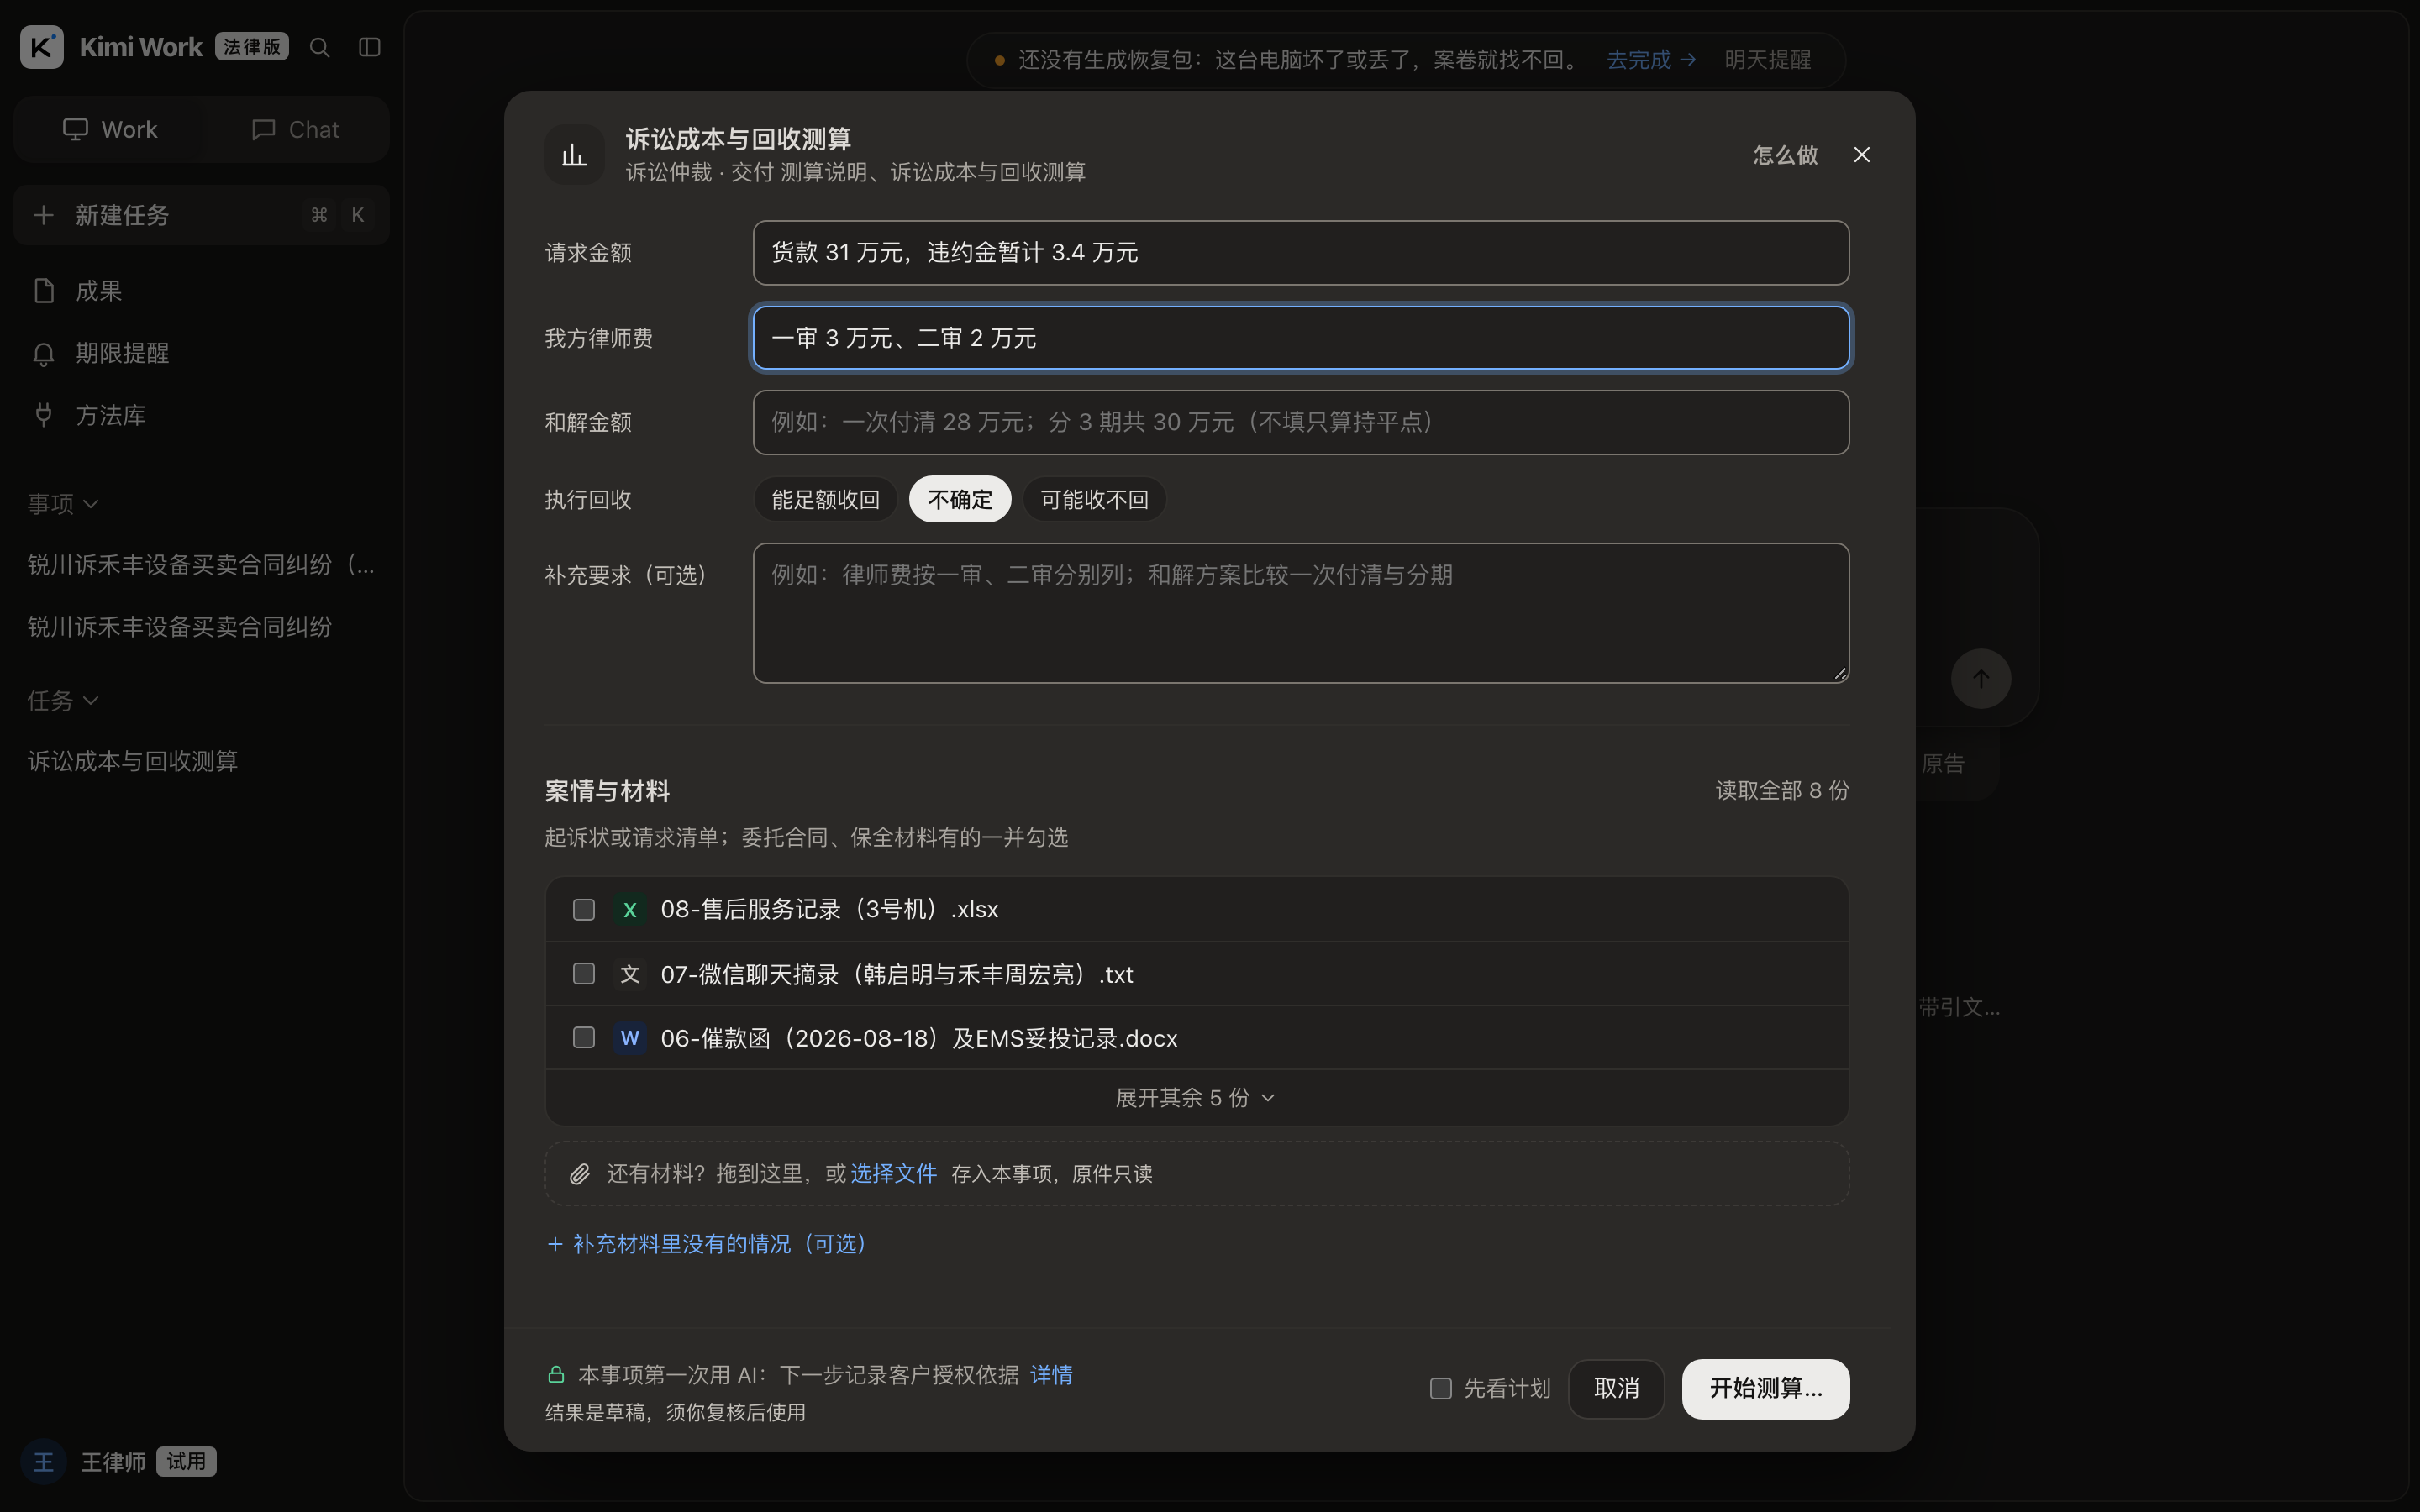 Kimi Work 法律版
Work
Chat
新建任务 ⌘ K
成果
期限提醒
方法库
事项
锐川诉禾丰设备买卖合同纠纷（...
锐川诉禾丰设备买卖合同纠纷
任务
诉讼成本与回收测算
王 王律师 试用
还没有生成恢复包：这台电脑坏了或丢了，案卷就找不回。 去完成 → 明天提醒
诉讼成本与回收测算
诉讼仲裁 · 交付 测算说明、诉讼成本与回收测算
怎么做
请求金额
货款 31 万元，违约金暂计 3.4 万元
我方律师费
一审 3 万元、二审 2 万元
和解金额
例如：一次付清 28 万元；分 3 期共 30 万元（不填只算持平点）
执行回收
能足额收回 不确定 可能收不回
补充要求（可选）
例如：律师费按一审、二审分别列；和解方案比较一次付清与分期
案情与材料
读取全部 8 份
起诉状或请求清单；委托合同、保全材料有的一并勾选
X 08-售后服务记录（3号机）.xlsx
文 07-微信聊天摘录（韩启明与禾丰周宏亮）.txt
W 06-催款函（2026-08-18）及EMS妥投记录.docx
展开其余 5 份
还有材料？拖到这里，或选择文件 存入本事项，原件只读
+ 补充材料里没有的情况（可选）
本事项第一次用 AI：下一步记录客户授权依据 详情
结果是草稿，须你复核后使用
先看计划
取消
开始测算...
原告
带引文...